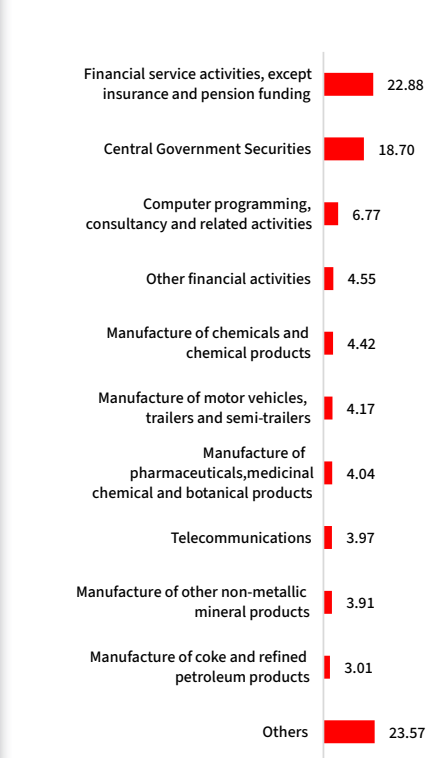 Financial service activities, except
insurance and pension funding
22.88
Central Government Securities
18.70
Computer programming,
consultancy and related activities
6.77
Other financial activities
4.55
Manufacture of chemicals and
chemical products
4.42
Manufacture of motor vehicles,
trailers and semi-trailers
4.17
Manufacture of
pharmaceuticals,medicinal
chemical and botanical products
4.04
Telecommunications
3.97
Manufacture of other non-metallic
mineral products
3.91
Manufacture of coke and refined
petroleum products
3.01
Others
23.57